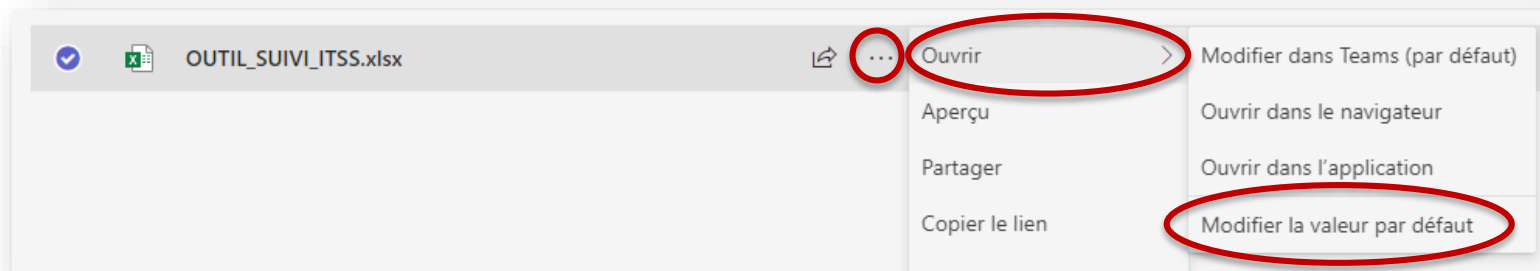 OUTIL_SUIVI_ITSS.xlsx
Ouvrir
Aperçu
Partager
Copier le lien
Modifier dans Teams (par défaut)
Ouvrir dans le navigateur
Ouvrir dans l'application
Modifier la valeur par défaut